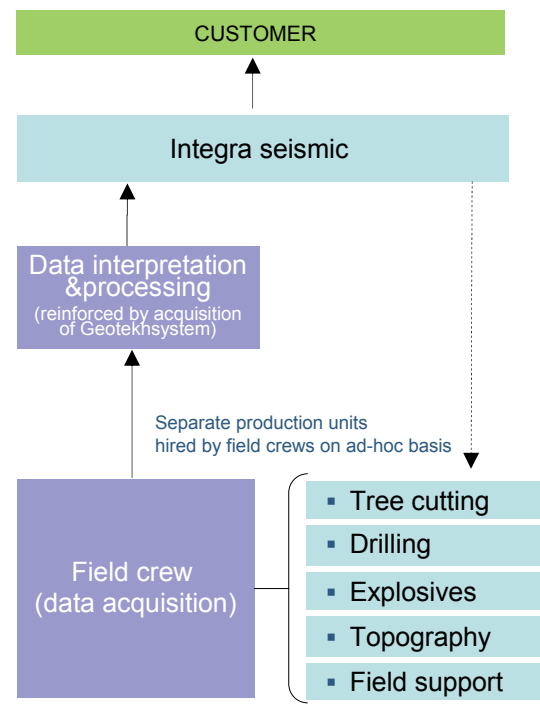 CUSTOMER
Integra seismic
Data interpretation
&processing
(reinforced by acquisition
of Geotekhsystem)
Separate production units
hired by field crews on ad-hoc basis
Field crew
(data acquisition)
▪ Tree cutting
▪ Drilling
▪ Explosives
▪ Topography
▪ Field support